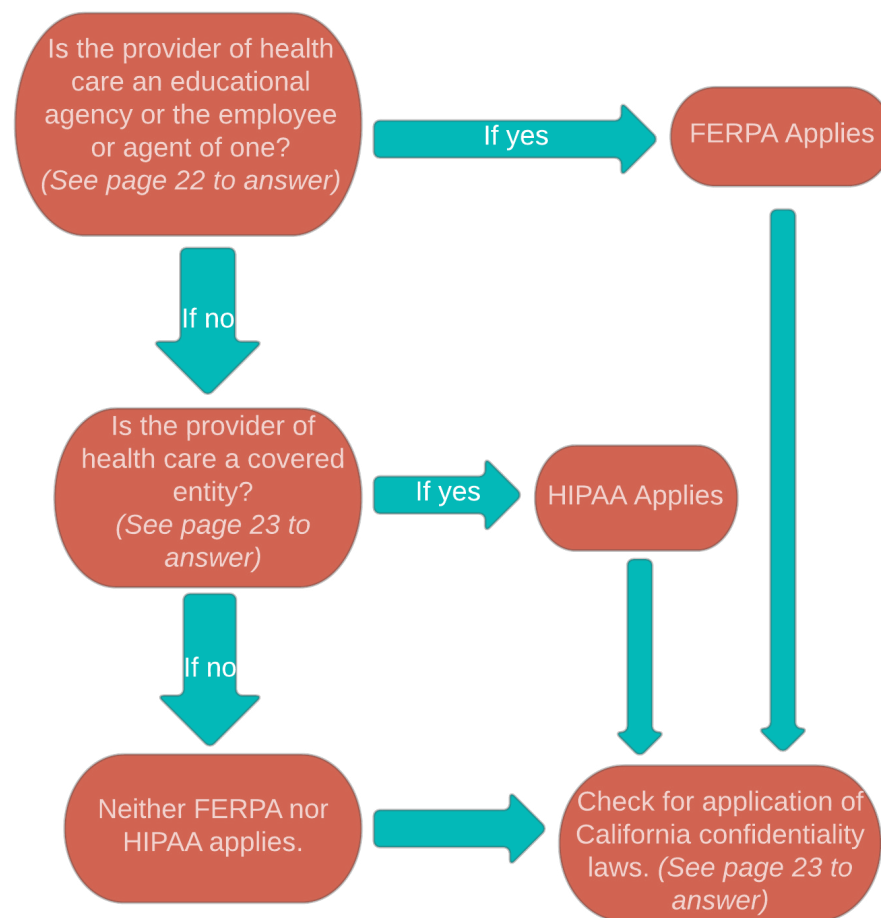 Is the provider of health
care an educational
agency or the employee
or agent of one?
(See page 22 to answer)
If yes
FERPA Applies
If no
Is the provider of
health care a covered
entity?
(See page 23 to
answer)
If yes
HIPAA Applies
If no
Neither FERPA nor
HIPAA applies.
Check for application of
California confidentiality
laws. (See page 23 to
answer)